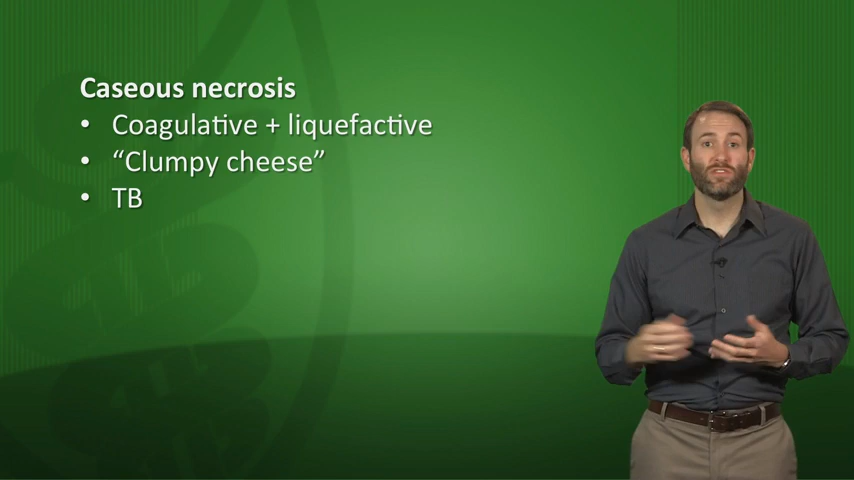 Caseous necrosis
• Coagulative + liquefactive
• “Clumpy cheese”
• TB